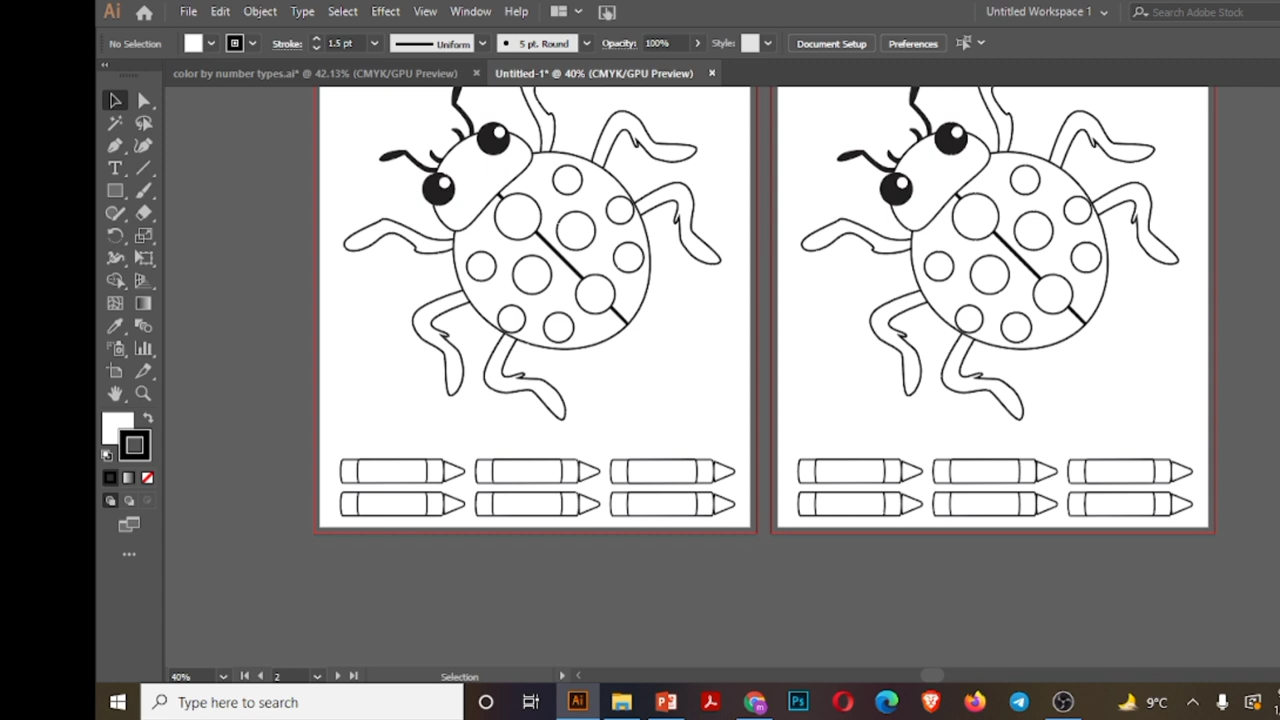 Ai File Edit Object Type Select Effect View Window Help Untitled Workspace 1 Search Adobe Stock
No Selection Stroke: 1.5 pt Uniform 5 pt. Round Opacity: 100% Style: Document Setup Preferences
color by number types.ai* @ 42.13% (CMYK/GPU Preview) × Untitled-1* @ 40% (CMYK/GPU Preview) ×
40% 2 Selection
Type here to search Ai Ps 9°C